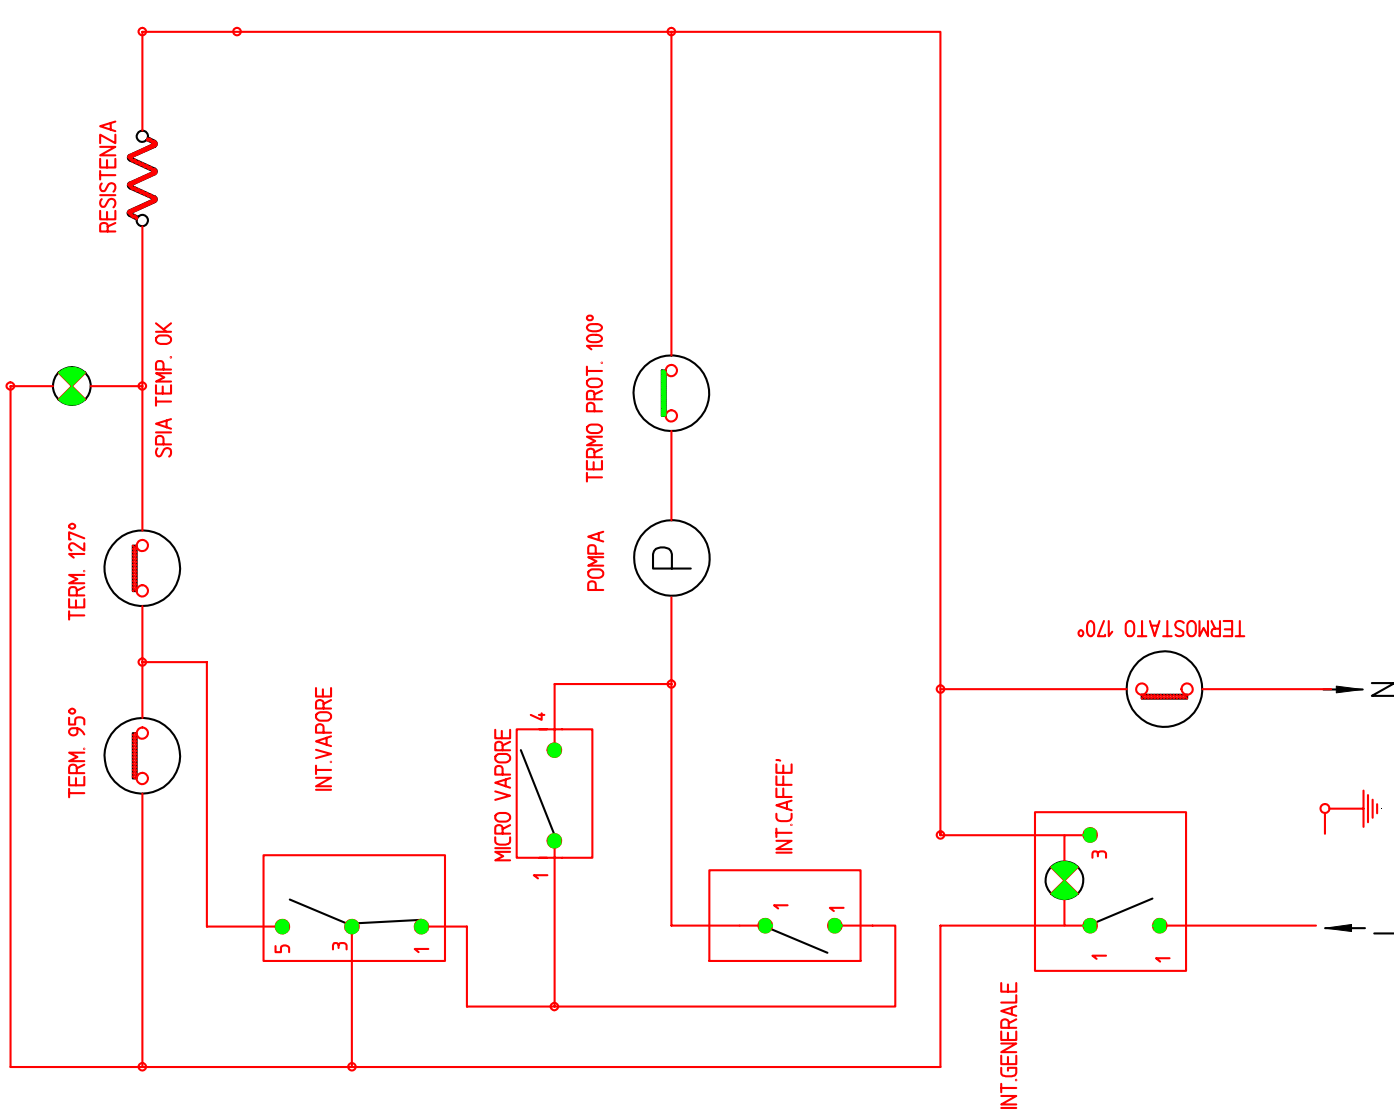 RESISTENZA
SPIA TEMP. OK
TERM. 127°
TERM. 95°
INT.VAPORE
5
3
1
MICRO VAPORE
4
1
TERMO PROT. 100°
POMPA
P
INT.CAFFE'
1
1
TERMOSTATO 170°
N
INT.GENERALE
3
1
1
L